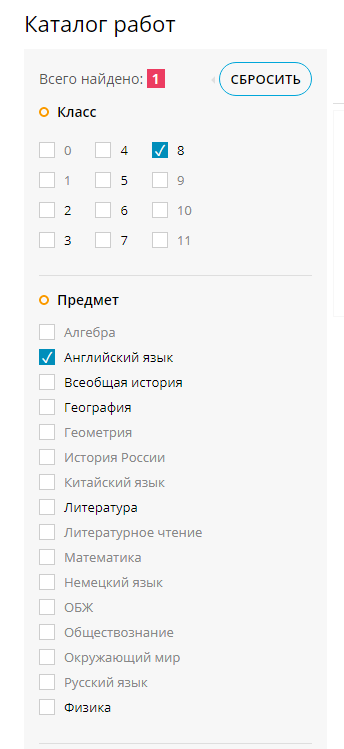 Каталог работ
Всего найдено: 1 СБРОСИТЬ
Класс
0 4 8
1 5 9
2 6 10
3 7 11
Предмет
Алгебра
Английский язык
Всеобщая история
География
Геометрия
История России
Китайский язык
Литература
Литературное чтение
Математика
Немецкий язык
ОБЖ
Обществознание
Окружающий мир
Русский язык
Физика